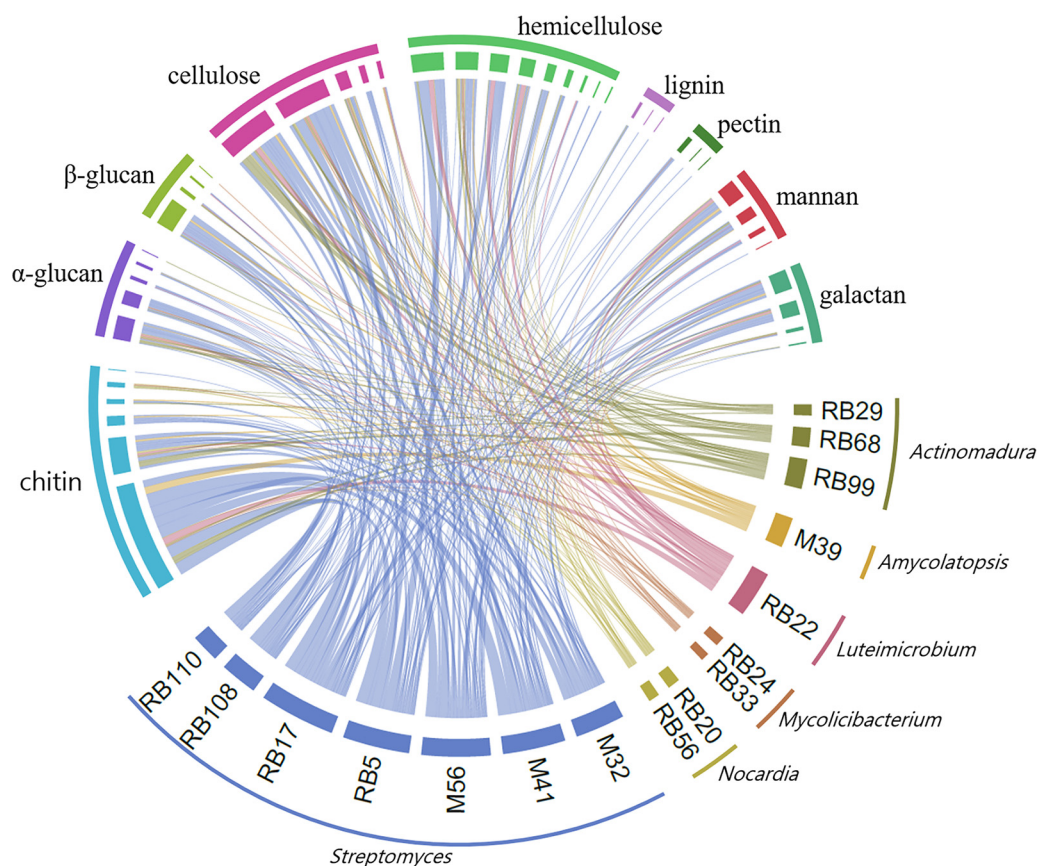 hemicellulose
cellulose
lignin
pectin
β-glucan
mannan
α-glucan
galactan
chitin
RB29
RB68
RB99
Actinomadura
M39
Amycolatopsis
RB22
Luteimicrobium
RB24
RB33
Mycolicibacterium
RB20
RB56
Nocardia
RB110
RB108
RB17
RB5
M56
M41
M32
Streptomyces